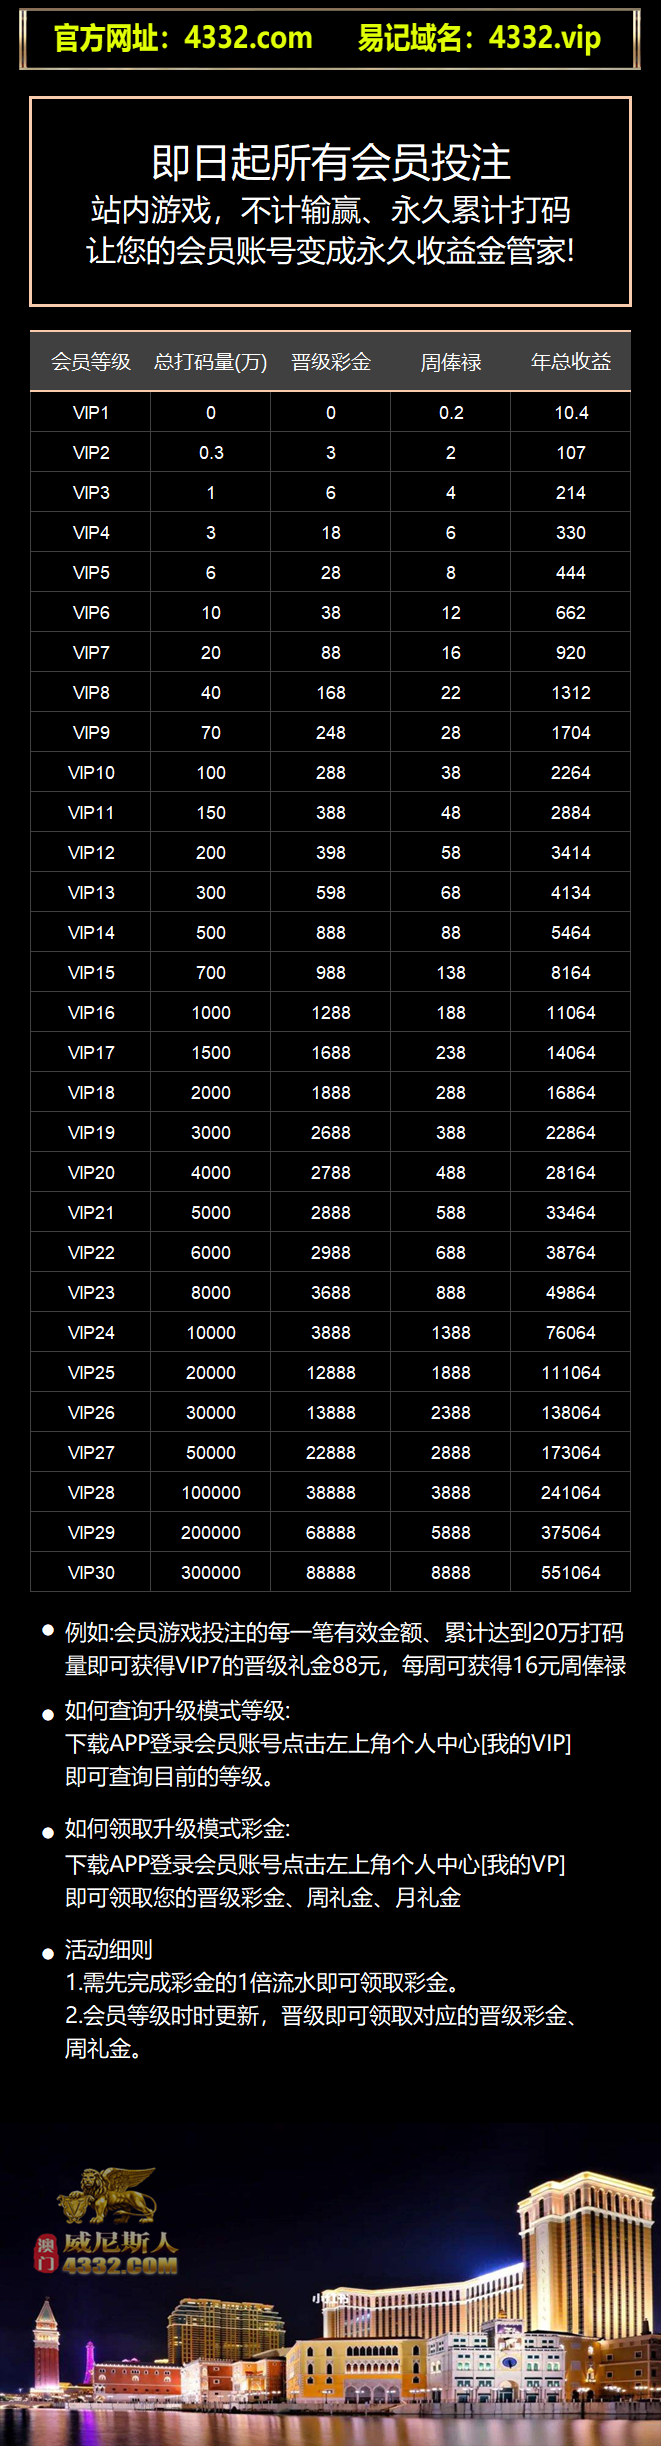 官方网址：4332.com 易记域名：4332.vip
即日起所有会员投注
站内游戏，不计输赢、永久累计打码
让您的会员账号变成永久收益金管家!
会员等级 总打码量(万) 晋级彩金 周俸禄 年总收益
VIP1 0 0 0.2 10.4
VIP2 0.3 3 2 107
VIP3 1 6 4 214
VIP4 3 18 6 330
VIP5 6 28 8 444
VIP6 10 38 12 662
VIP7 20 88 16 920
VIP8 40 168 22 1312
VIP9 70 248 28 1704
VIP10 100 288 38 2264
VIP11 150 388 48 2884
VIP12 200 398 58 3414
VIP13 300 598 68 4134
VIP14 500 888 88 5464
VIP15 700 988 138 8164
VIP16 1000 1288 188 11064
VIP17 1500 1688 238 14064
VIP18 2000 1888 288 16864
VIP19 3000 2688 388 22864
VIP20 4000 2788 488 28164
VIP21 5000 2888 588 33464
VIP22 6000 2988 688 38764
VIP23 8000 3688 888 49864
VIP24 10000 3888 1388 76064
VIP25 20000 12888 1888 111064
VIP26 30000 13888 2388 138064
VIP27 50000 22888 2888 173064
VIP28 100000 38888 3888 241064
VIP29 200000 68888 5888 375064
VIP30 300000 88888 8888 551064
● 例如:会员游戏投注的每一笔有效金额、累计达到20万打码
量即可获得VIP7的晋级礼金88元，每周可获得16元周俸禄
● 如何查询升级模式等级:
下载APP登录会员账号点击左上角个人中心[我的VIP]
即可查询目前的等级。
● 如何领取升级模式彩金:
下载APP登录会员账号点击左上角个人中心[我的VP]
即可领取您的晋级彩金、周礼金、月礼金
● 活动细则
1.需先完成彩金的1倍流水即可领取彩金。
2.会员等级时时更新，晋级即可领取对应的晋级彩金、
周礼金。
澳门 威尼斯人
4332.COM